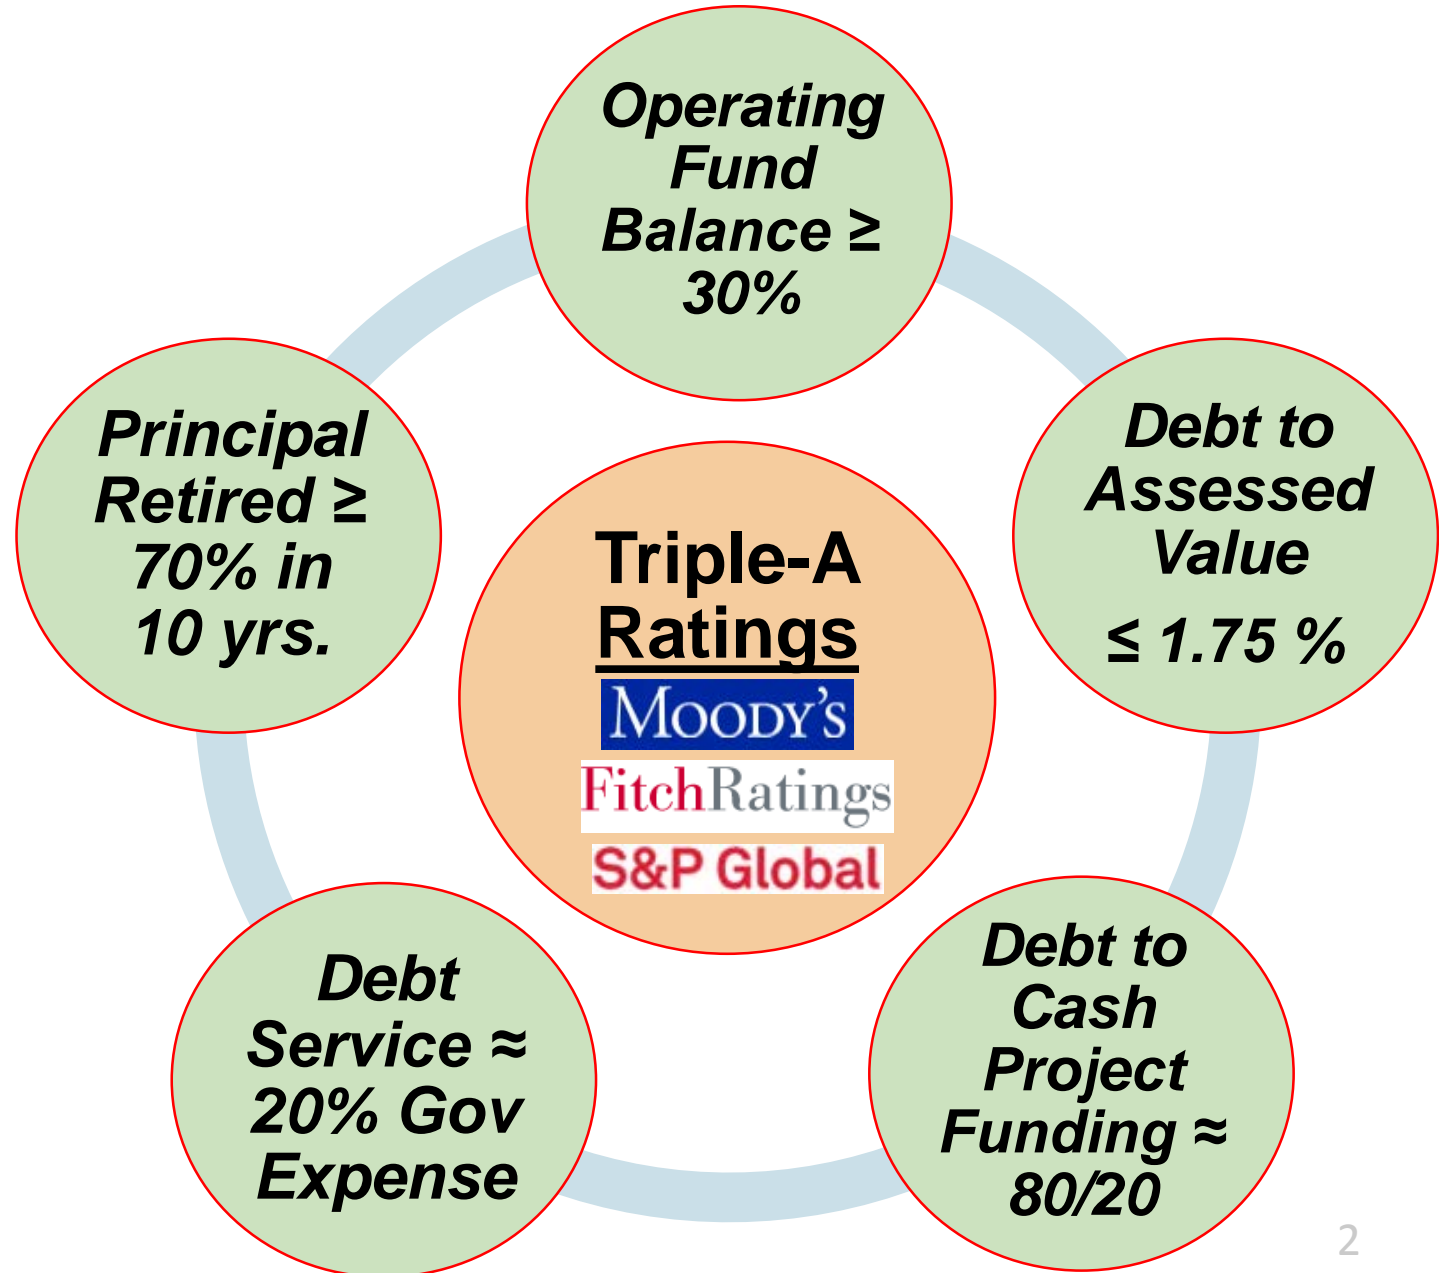 Operating
Fund
Balance ≥
30%
Debt to
Assessed
Value
≤ 1.75 %
Debt to
Cash
Project
Funding ≈
80/20
Debt
Service ≈
20% Gov
Expense
Principal
Retired ≥
70% in
10 yrs.
Triple-A
Ratings
MOODY'S
FitchRatings
S&P Global
2